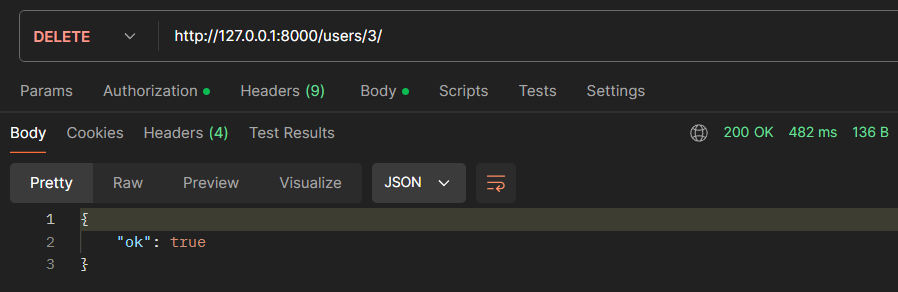 DELETE http://127.0.0.1:8000/users/3/
Params Authorization Headers (9) Body Scripts Tests Settings
Body Cookies Headers (4) Test Results 200 OK 482 ms 136 B
Pretty Raw Preview Visualize JSON
1 {
2 "ok": true
3 }